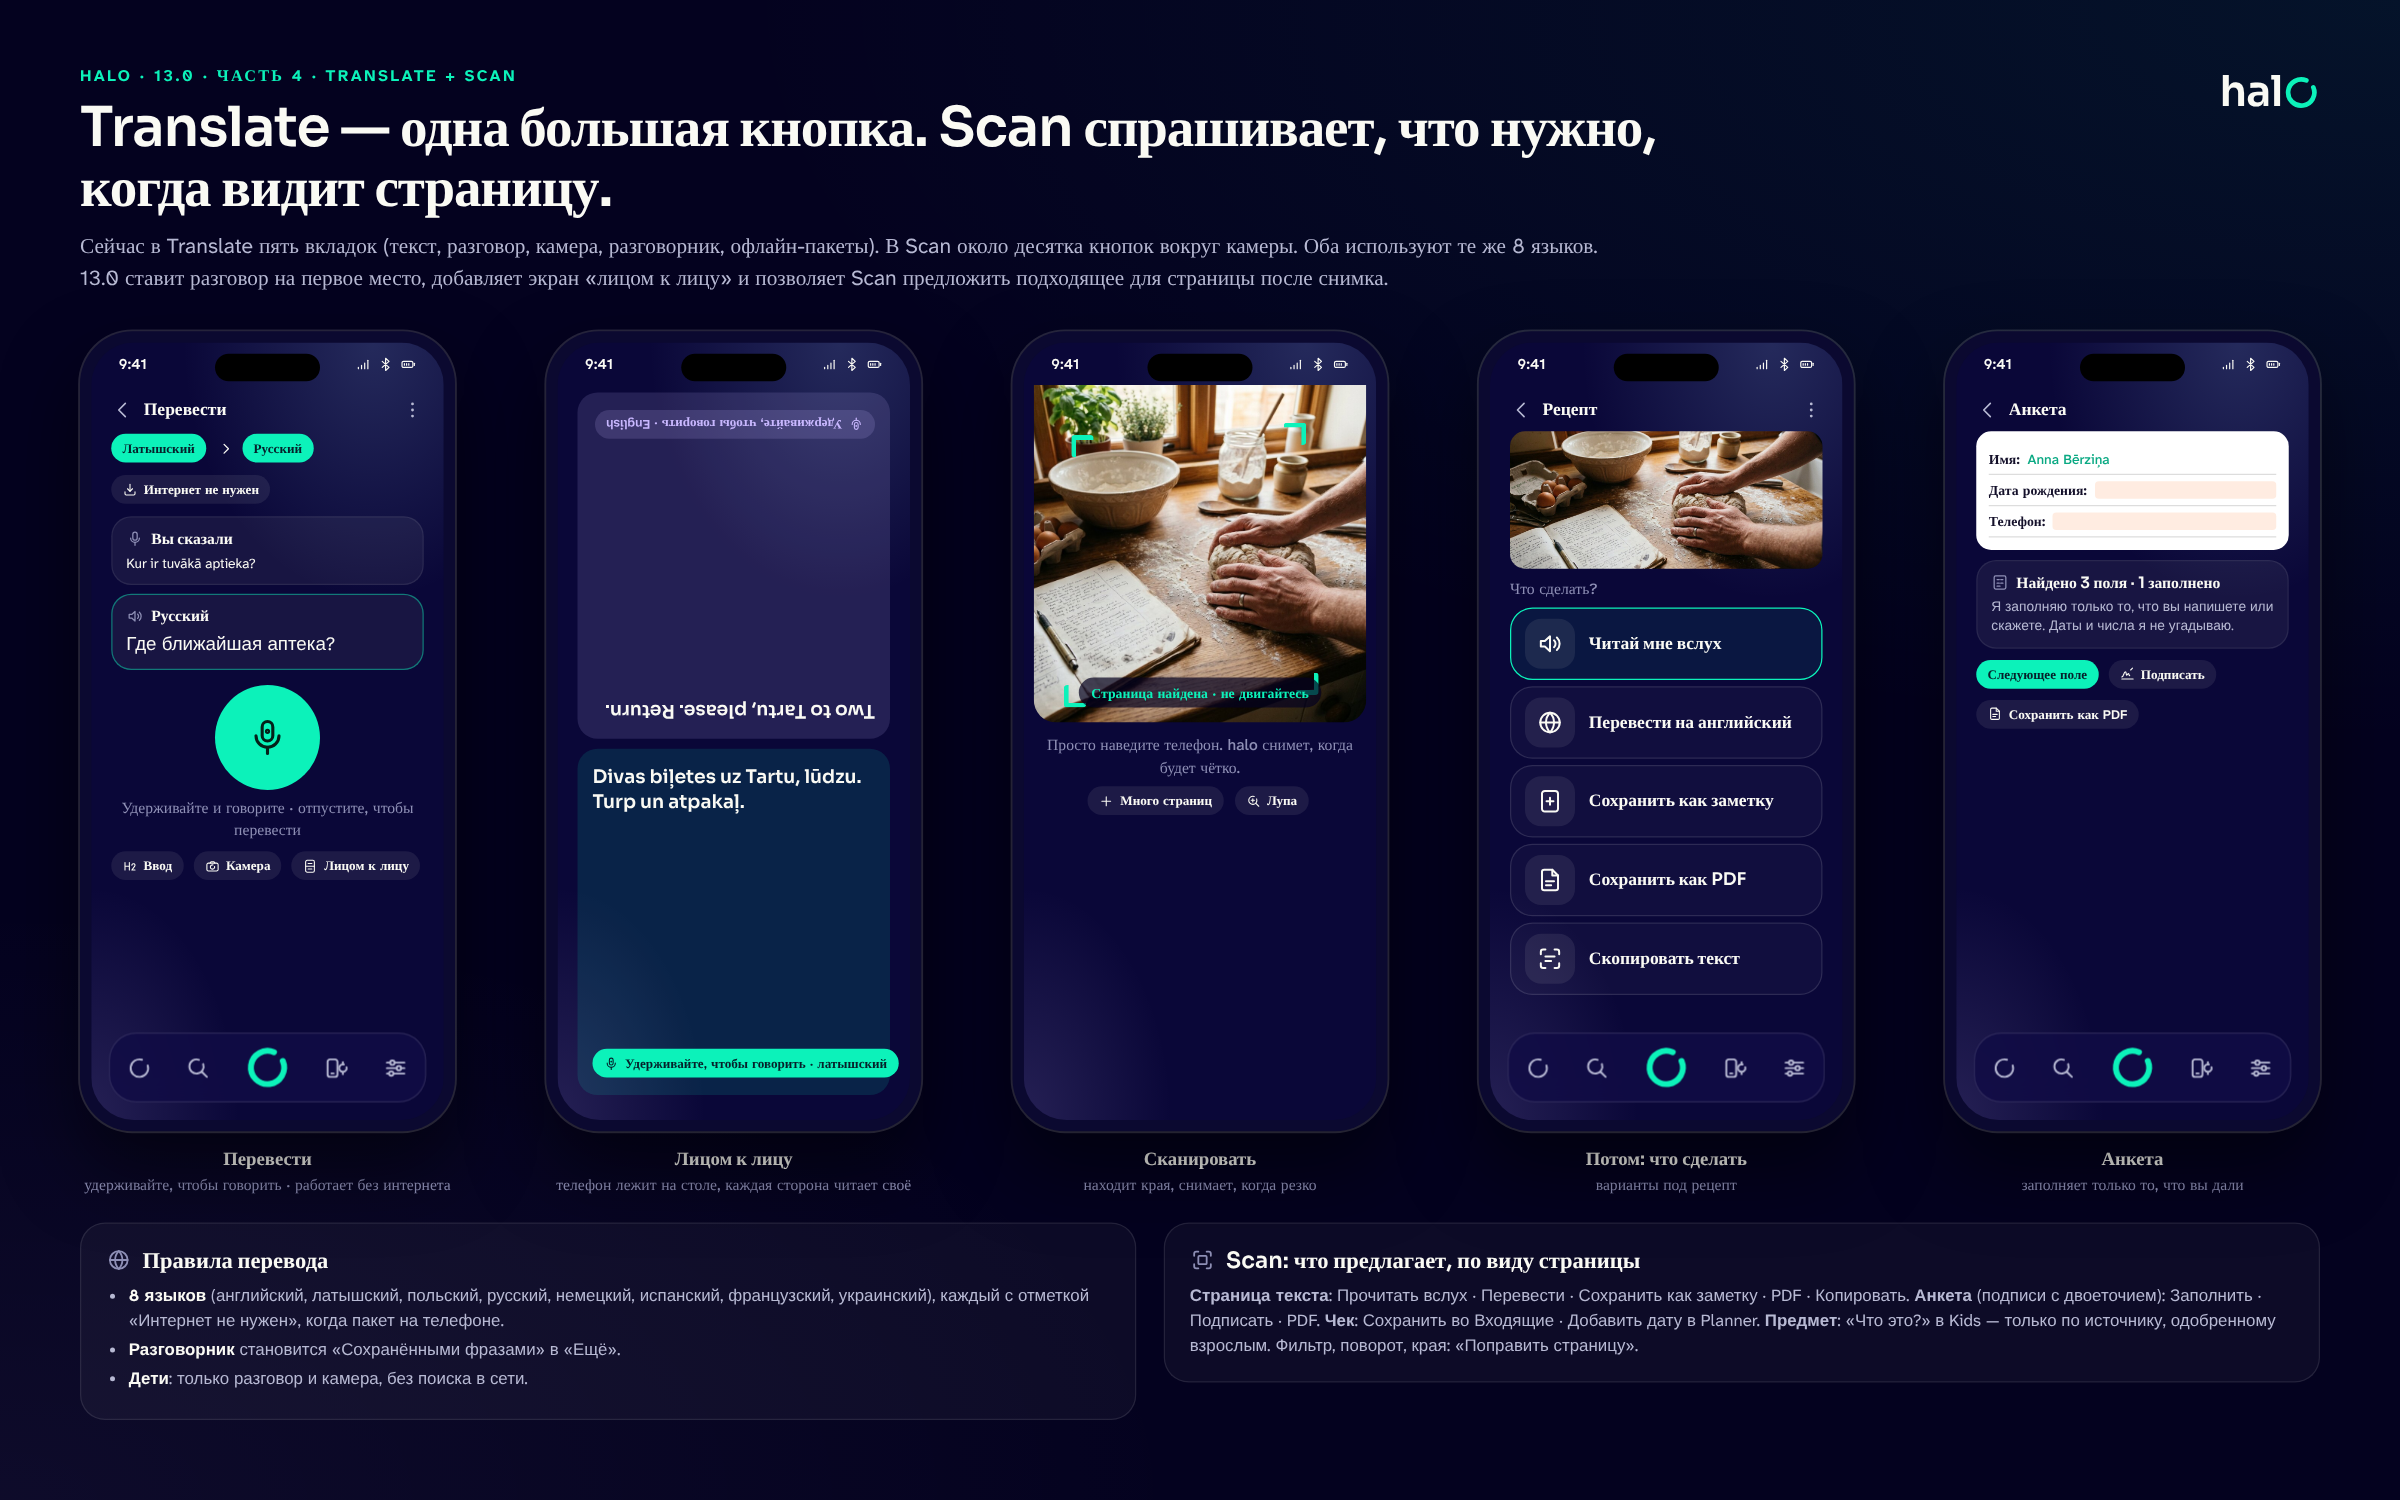 HALO · 13.0 · ЧАСТЬ 4 · TRANSLATE + SCAN
halo
Translate — одна большая кнопка. Scan спрашивает, что нужно,
когда видит страницу.
Сейчас в Translate пять вкладок (текст, разговор, камера, разговорник, офлайн-пакеты). В Scan около десятка кнопок вокруг камеры. Оба используют те же 8 языков.
13.0 ставит разговор на первое место, добавляет экран «лицом к лицу» и позволяет Scan предложить подходящее для страницы после снимка.
9:41
Перевести
Латышский
Русский
Интернет не нужен
Вы сказали
Kur ir tuvākā aptieka?
Русский
Где ближайшая аптека?
Удерживайте и говорите · отпустите, чтобы
перевести
H2 Ввод
Камера
Лицом к лицу
Перевести
удерживайте, чтобы говорить · работает без интернета
9:41
Удерживайте, чтобы говорить · English
Two to Tartu, please. Return.
Divas biļetes uz Tartu, lūdzu.
Turp un atpakaļ.
Удерживайте, чтобы говорить · латышский
Лицом к лицу
телефон лежит на столе, каждая сторона читает своё
9:41
Страница найдена · не двигайтесь
Просто наведите телефон. halo снимет, когда
будет чётко.
Много страниц
Лупа
Сканировать
находит края, снимает, когда резко
9:41
Рецепт
Что сделать?
Читай мне вслух
Перевести на английский
Сохранить как заметку
Сохранить как PDF
Скопировать текст
Потом: что сделать
варианты под рецепт
9:41
Анкета
Имя: Anna Bērziņa
Дата рождения:
Телефон:
Найдено 3 поля · 1 заполнено
Я заполняю только то, что вы напишете или
скажете. Даты и числа я не угадываю.
Следующее поле
Подписать
Сохранить как PDF
Анкета
заполняет только то, что вы дали
Правила перевода
• 8 языков (английский, латышский, польский, русский, немецкий, испанский, французский, украинский), каждый с отметкой
«Интернет не нужен», когда пакет на телефоне.
• Разговорник становится «Сохранёнными фразами» в «Ещё».
• Дети: только разговор и камера, без поиска в сети.
Scan: что предлагает, по виду страницы
Страница текста: Прочитать вслух · Перевести · Сохранить как заметку · PDF · Копировать. Анкета (подписи с двоеточием): Заполнить ·
Подписать · PDF. Чек: Сохранить во Входящие · Добавить дату в Planner. Предмет: «Что это?» в Kids — только по источнику, одобренному
взрослым. Фильтр, поворот, края: «Поправить страницу».